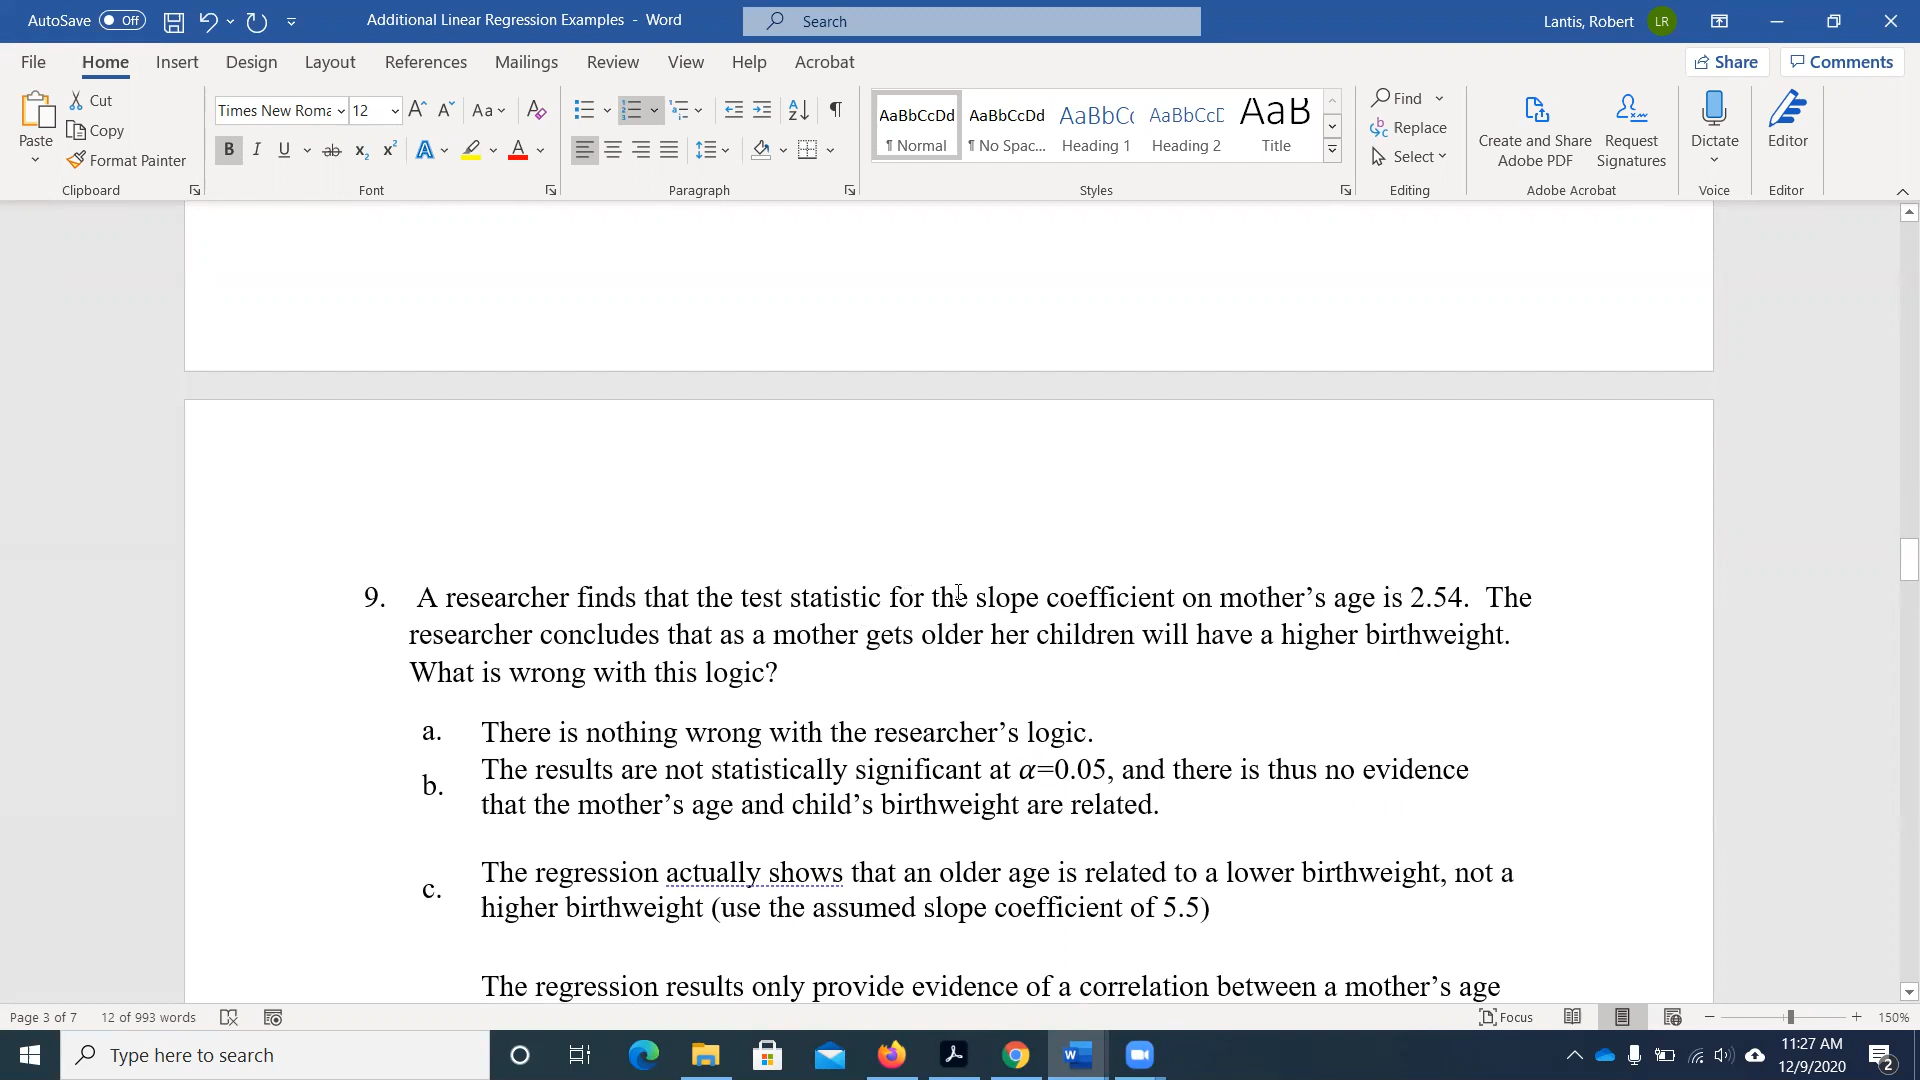 AutoSave Off Additional Linear Regression Examples - Word Search Lantis, Robert LR
File Home Insert Design Layout References Mailings Review View Help Acrobat Share Comments
Paste Cut Copy Format Painter Clipboard
Times New Roma 12 Aa
B I U ab x₂ x² A A Font
Paragraph
AaBbCcDd AaBbCcDd AaBbCc AaBbCcD AaB
¶ Normal ¶ No Spac... Heading 1 Heading 2 Title
Styles
Find Replace Select Editing
Create and Share Adobe PDF Request Signatures Adobe Acrobat
Dictate Voice
Editor Editor
9. A researcher finds that the test statistic for the slope coefficient on mother’s age is 2.54. The
researcher concludes that as a mother gets older her children will have a higher birthweight.
What is wrong with this logic?
a. There is nothing wrong with the researcher’s logic.
b. The results are not statistically significant at α=0.05, and there is thus no evidence
that the mother’s age and child’s birthweight are related.
c. The regression actually shows that an older age is related to a lower birthweight, not a
higher birthweight (use the assumed slope coefficient of 5.5)
The regression results only provide evidence of a correlation between a mother’s age
Page 3 of 7 12 of 993 words Focus 150%
Type here to search 11:27 AM
12/9/2020 2